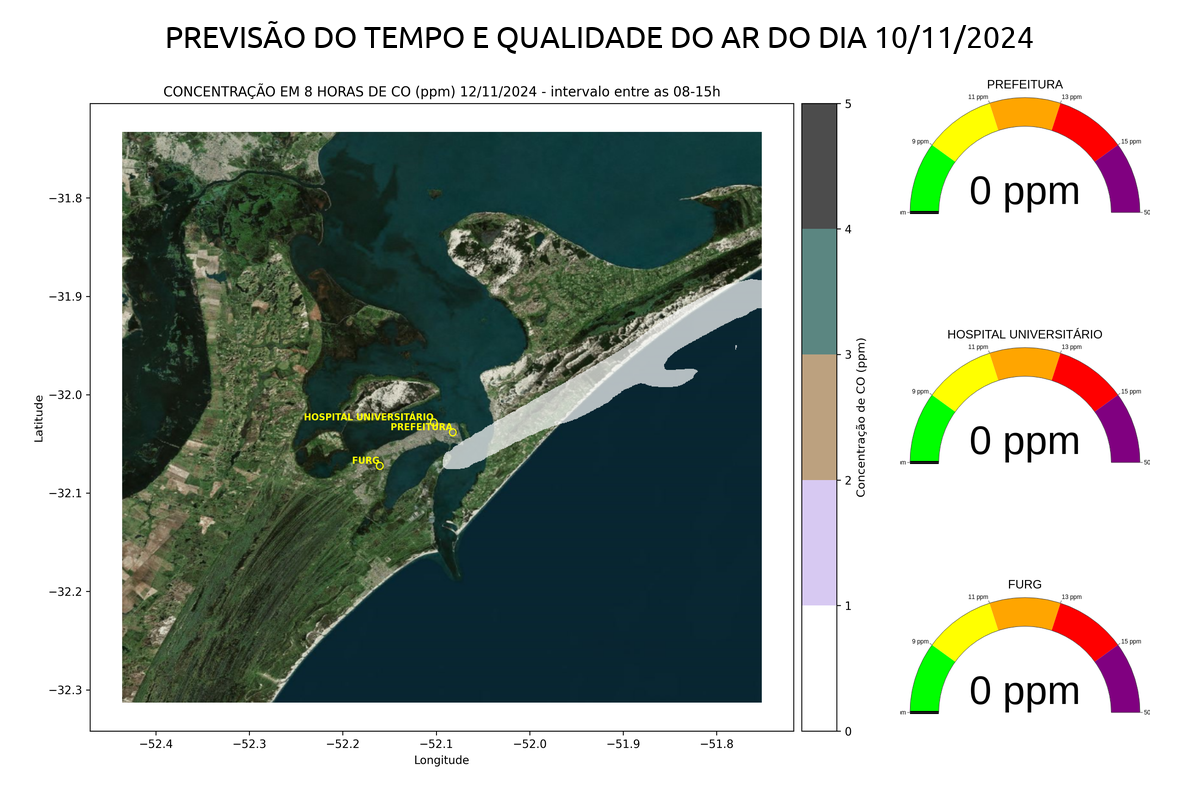 PREVISÃO DO TEMPO E QUALIDADE DO AR DO DIA 10/11/2024
CONCENTRAÇÃO EM 8 HORAS DE CO (ppm) 12/11/2024 - intervalo entre as 08-15h
Latitude
−31.8
−31.9
−32.0
−32.1
−32.2
−32.3
HOSPITAL UNIVERSITÁRIO
PREFEITURA
FURG
−52.4
−52.3
−52.2
−52.1
−52.0
−51.9
−51.8
Longitude
5
4
3
2
1
0
Concentração de CO (ppm)
PREFEITURA
9 ppm
11 ppm
13 ppm
15 ppm
0 ppm
HOSPITAL UNIVERSITÁRIO
9 ppm
11 ppm
13 ppm
15 ppm
0 ppm
FURG
9 ppm
11 ppm
13 ppm
15 ppm
0 ppm